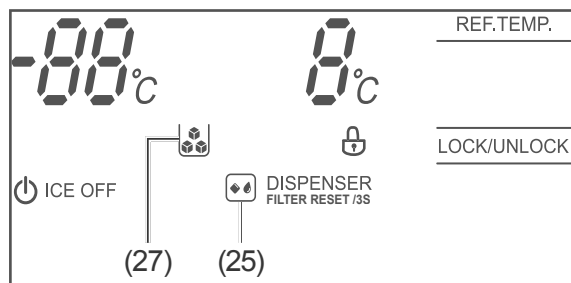 REF.TEMP.
-88°C 8°C
LOCK/UNLOCK
ICE OFF
DISPENSER
FILTER RESET /3S
(27) (25)